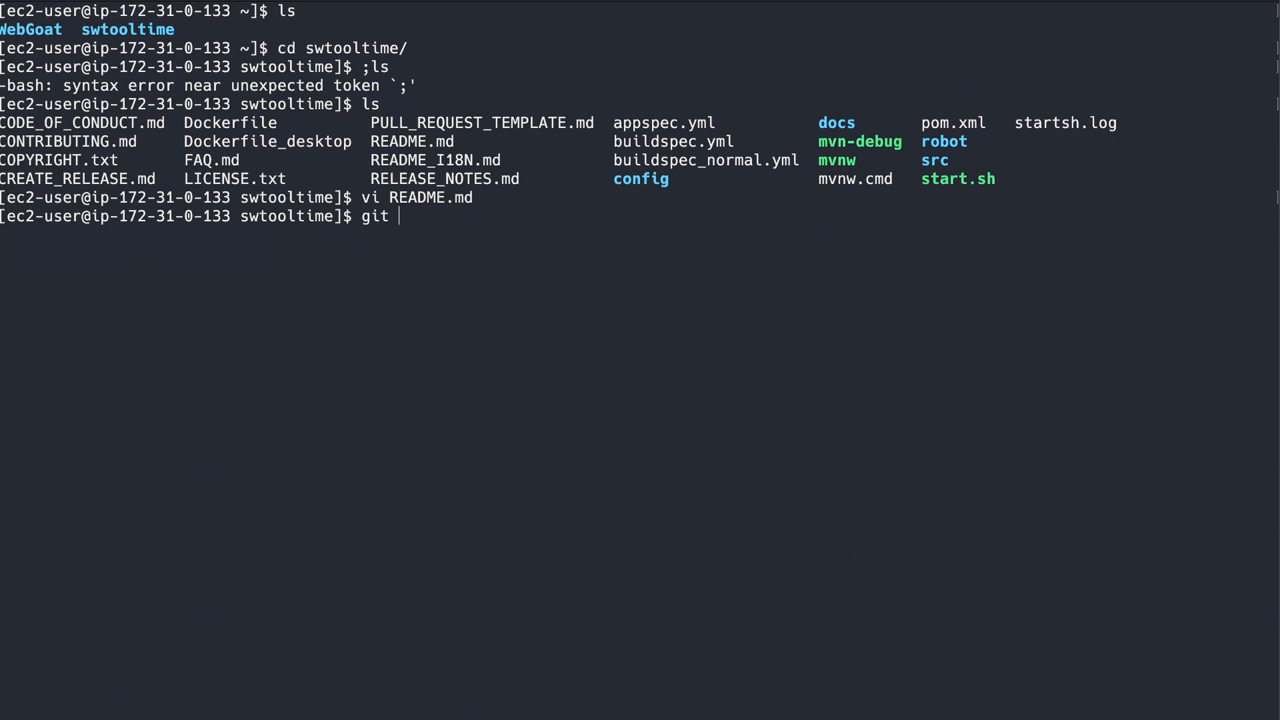 [ec2-user@ip-172-31-0-133 ~]$ ls
WebGoat  swtooltime
[ec2-user@ip-172-31-0-133 ~]$ cd swtooltime/
[ec2-user@ip-172-31-0-133 swtooltime]$ ;ls
-bash: syntax error near unexpected token `;'
[ec2-user@ip-172-31-0-133 swtooltime]$ ls
CODE_OF_CONDUCT.md  Dockerfile          PULL_REQUEST_TEMPLATE.md  appspec.yml           docs       pom.xml   startsh.log
CONTRIBUTING.md     Dockerfile_desktop  README.md                 buildspec.yml         mvn-debug  robot
COPYRIGHT.txt       FAQ.md              README_I18N.md            buildspec_normal.yml  mvnw       src
CREATE_RELEASE.md   LICENSE.txt         RELEASE_NOTES.md          config                mvnw.cmd   start.sh
[ec2-user@ip-172-31-0-133 swtooltime]$ vi README.md
[ec2-user@ip-172-31-0-133 swtooltime]$ git